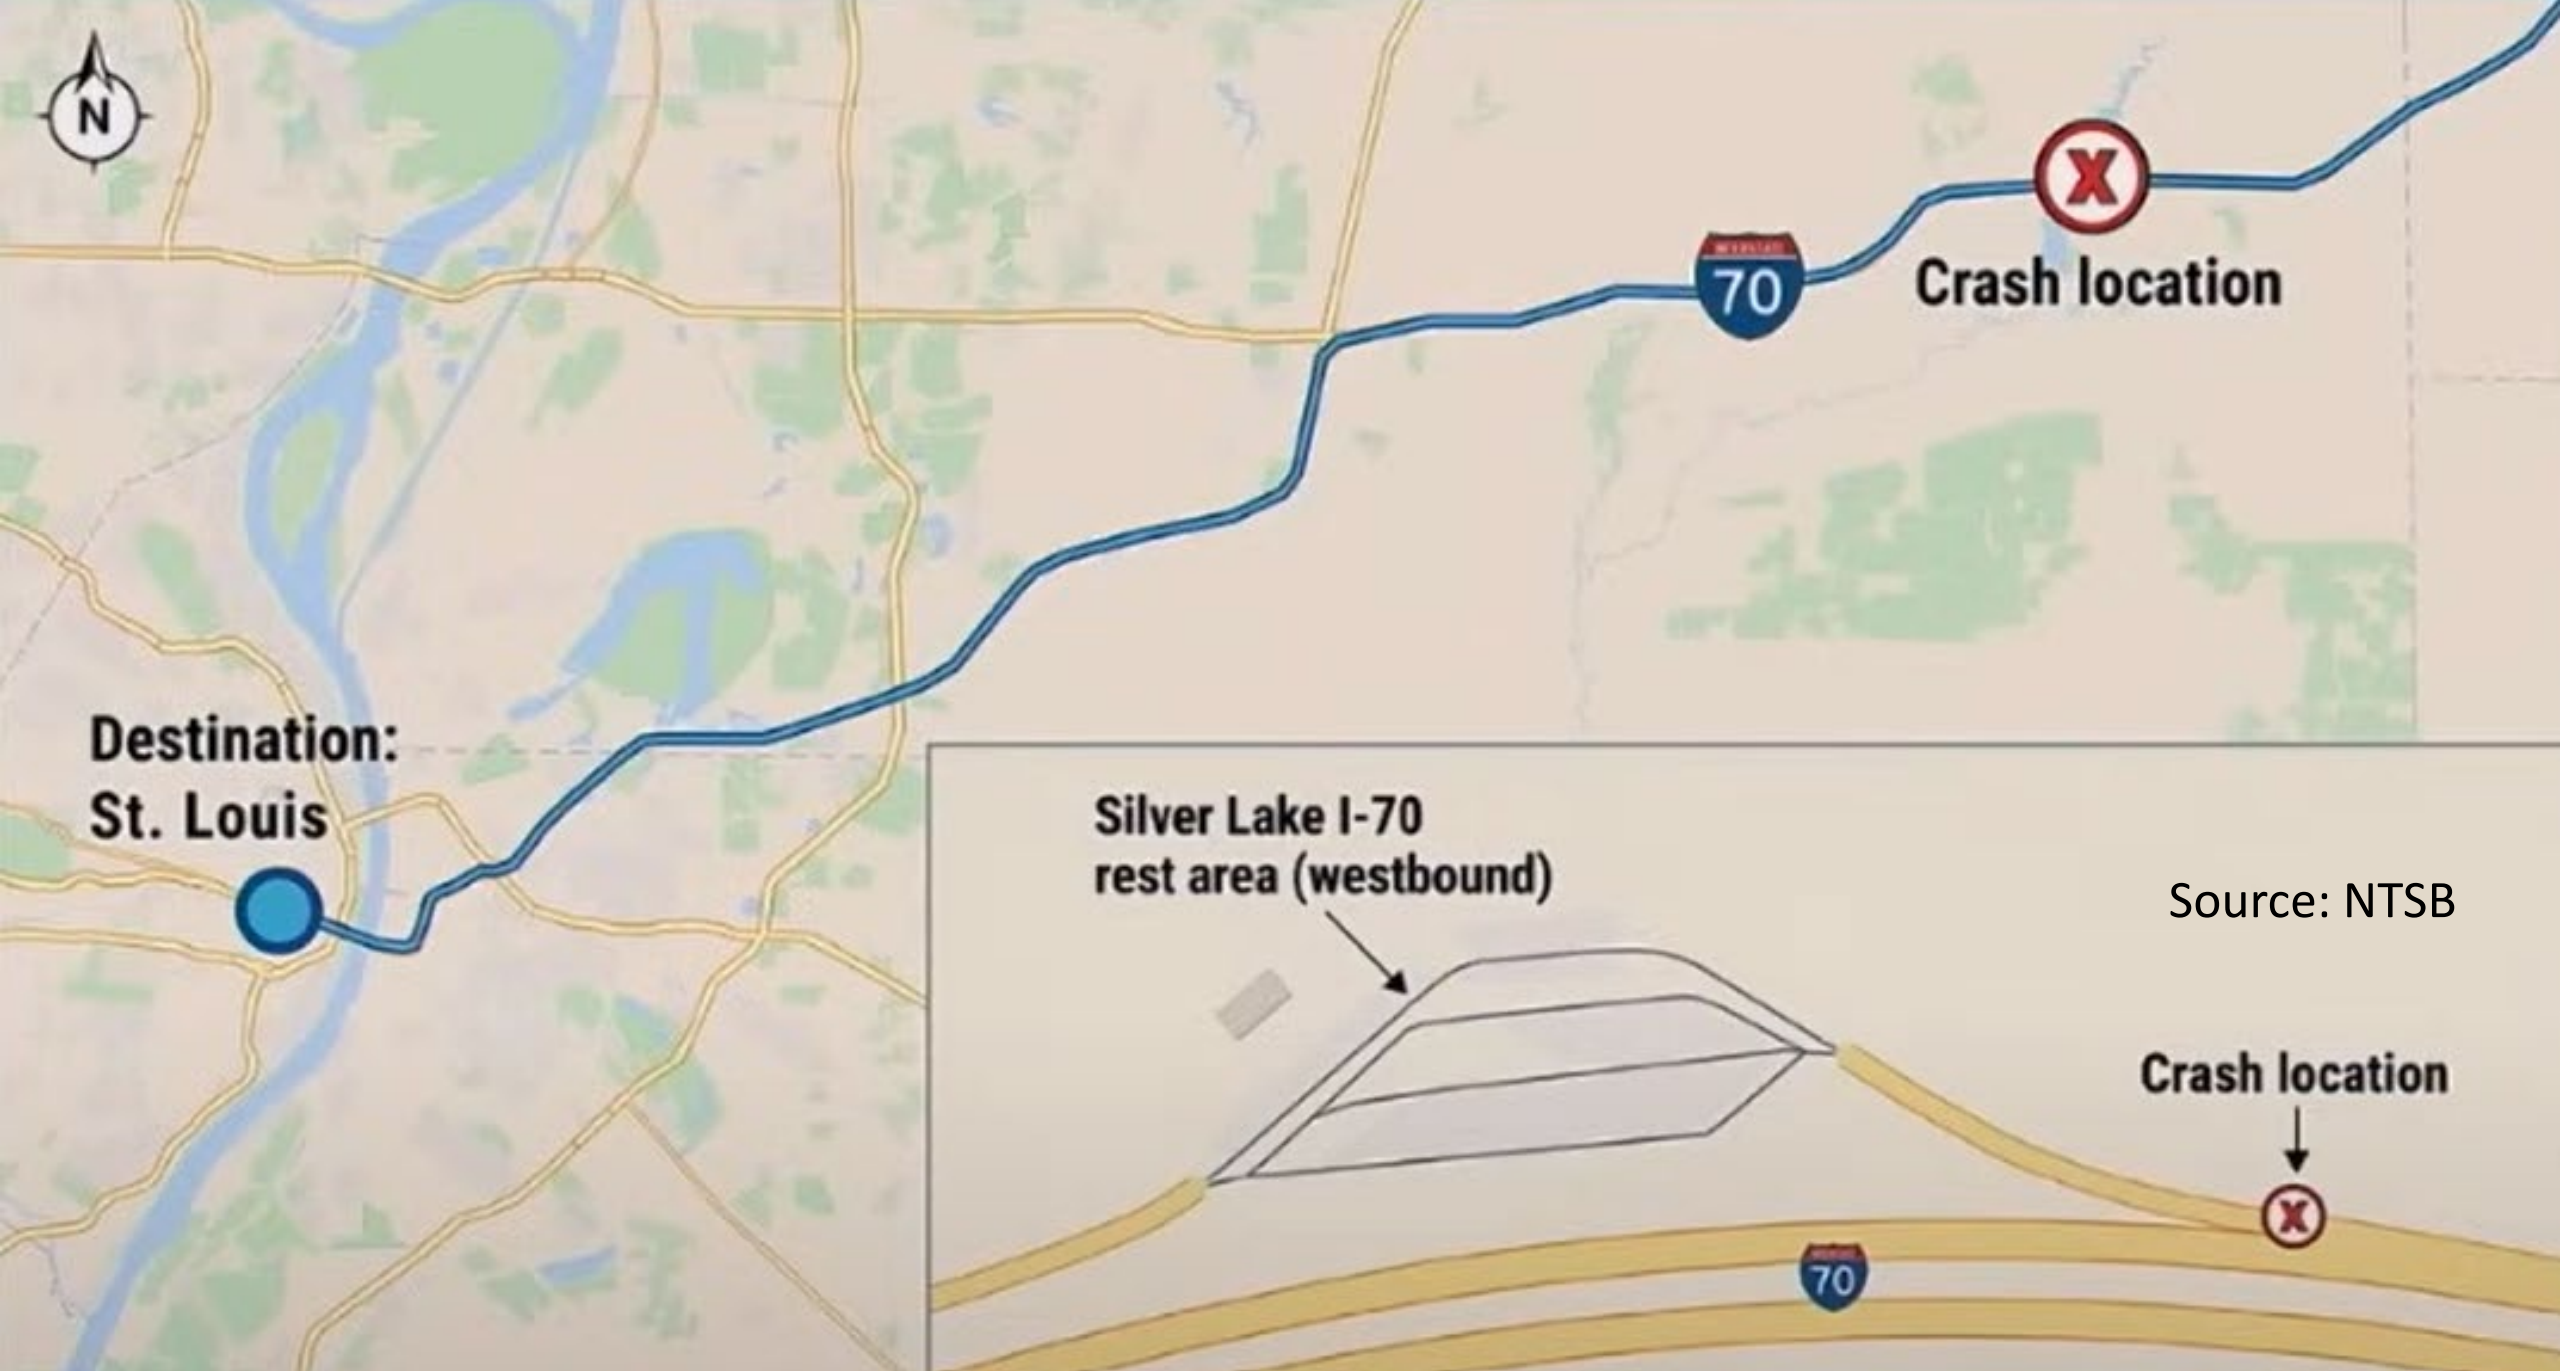 N
X
70
Crash location
Destination:
St. Louis
Silver Lake I-70
rest area (westbound)
Source: NTSB
Crash location
X
70